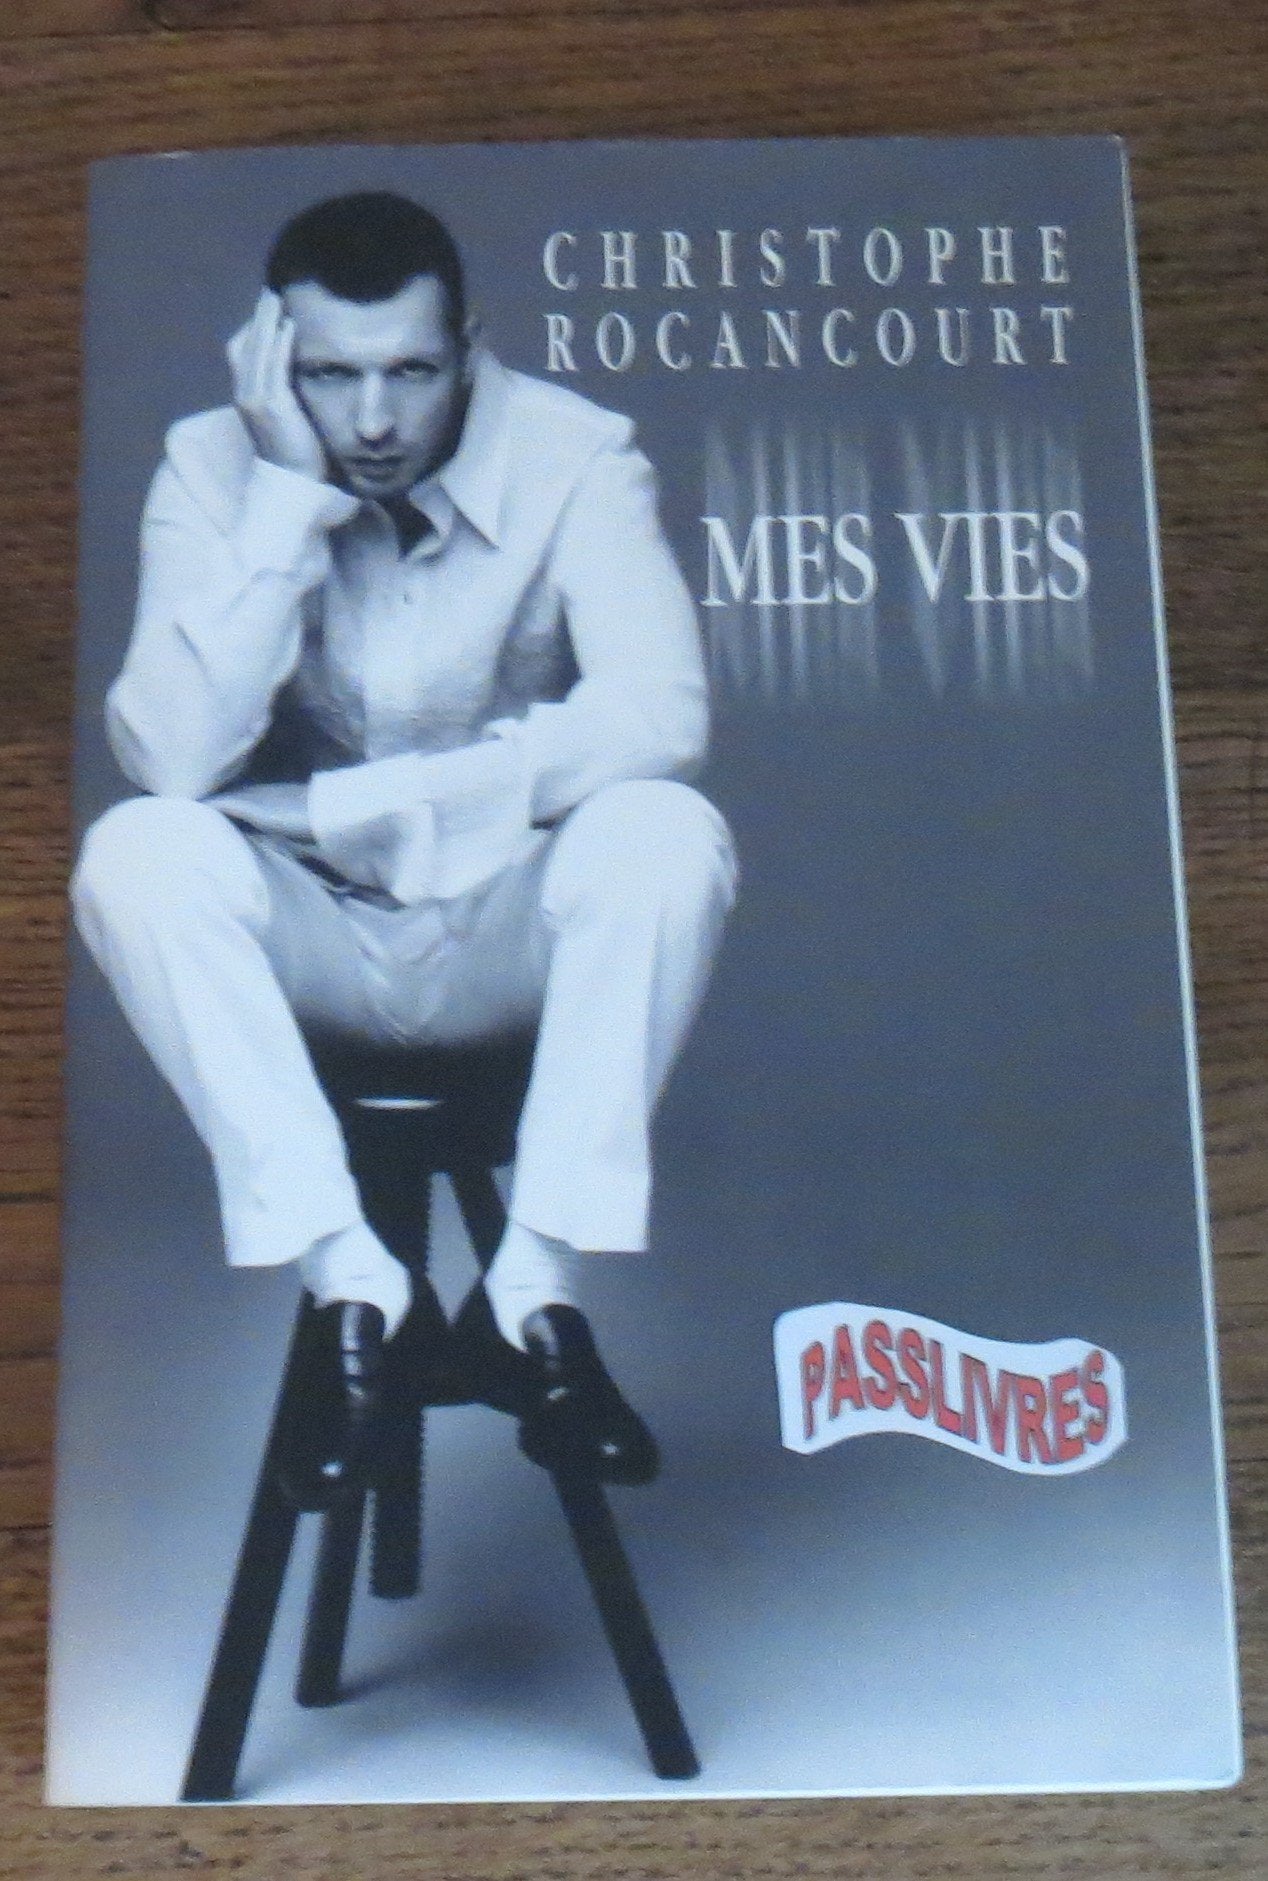 CHRISTOPHE
ROCANCOURT
MES VIES
PASSLIVRES